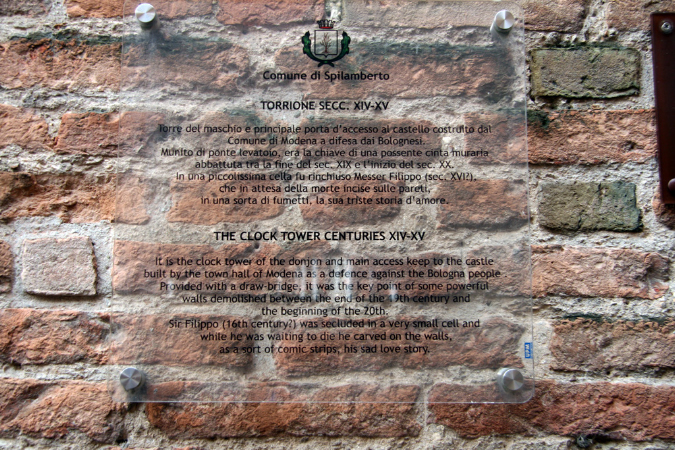 Comune di Spilamberto
TORRIONE SECC. XIV-XV
Torre del maschio e principale porta d'accesso al castello costruito dal
Comune di Modena a difesa dai Bolognesi.
Munito di ponte levatoio, era la chiave di una possente cinta muraria
abbattuta tra la fine del sec. XIX e l'inizio del sec. XX.
In una piccolissima cella fu rinchiuso Messer Filippo (sec. XVI?),
che in attesa della morte incise sulle pareti,
in una sorta di fumetti, la sua triste storia d'amore.
THE CLOCK TOWER CENTURIES XIV-XV
It is the clock tower of the donjon and main access keep to the castle
built by the town hall of Modena as a defence against the Bologna people.
Provided with a draw-bridge, it was the key point of some powerful
walls demolished between the end of the 19th century and
the beginning of the 20th.
Sir Filippo (16th century?) was secluded in a very small cell and
while he was waiting to die he carved on the walls,
as a sort of comic strips, his sad love story.